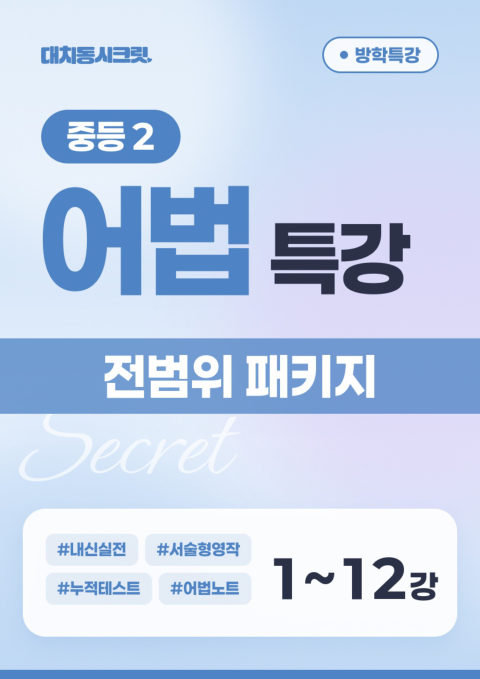 대치동시크릿.
방학특강
중등 2
어법 특강
전범위 패키지
Secret
#내신실전 #서술형영작
#누적테스트 #어법노트
1~12강